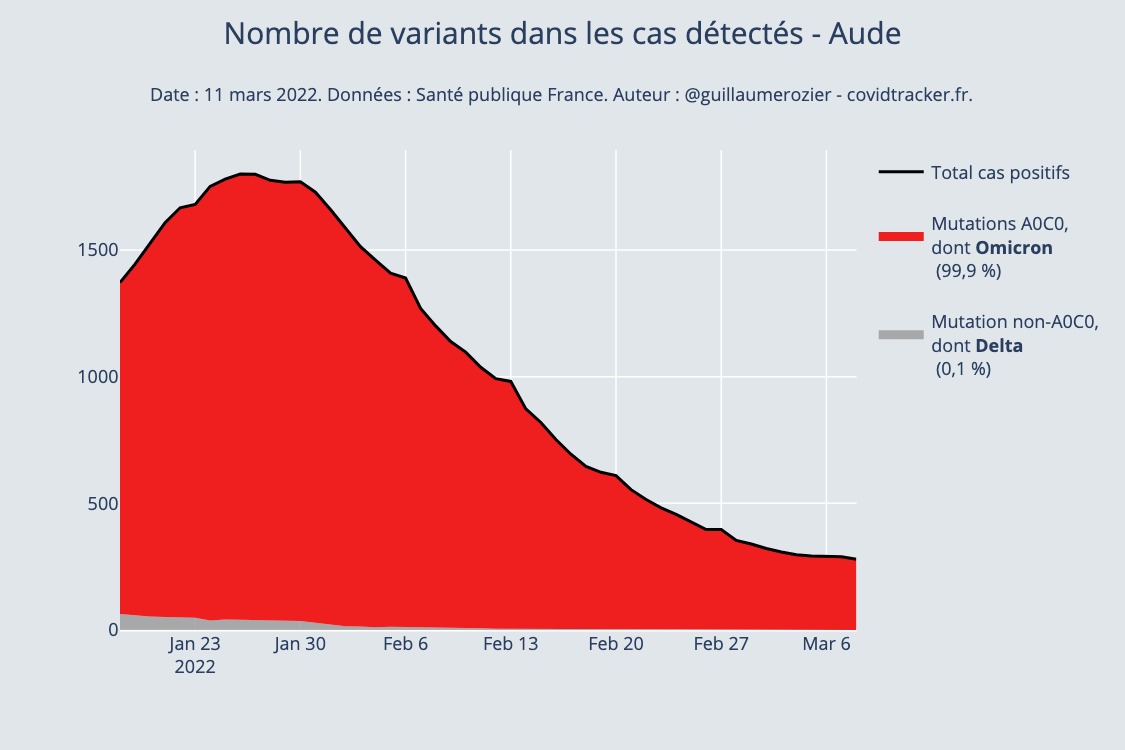 Nombre de variants dans les cas détectés - Aude
Date : 11 mars 2022. Données : Santé publique France. Auteur : @guillaumerozier - covidtracker.fr.
Total cas positifs
Mutations A0C0,
dont Omicron
(99,9 %)
Mutation non-A0C0,
dont Delta
(0,1 %)
1500
1000
500
0
Jan 23 Jan 30 Feb 6 Feb 13 Feb 20 Feb 27 Mar 6
2022